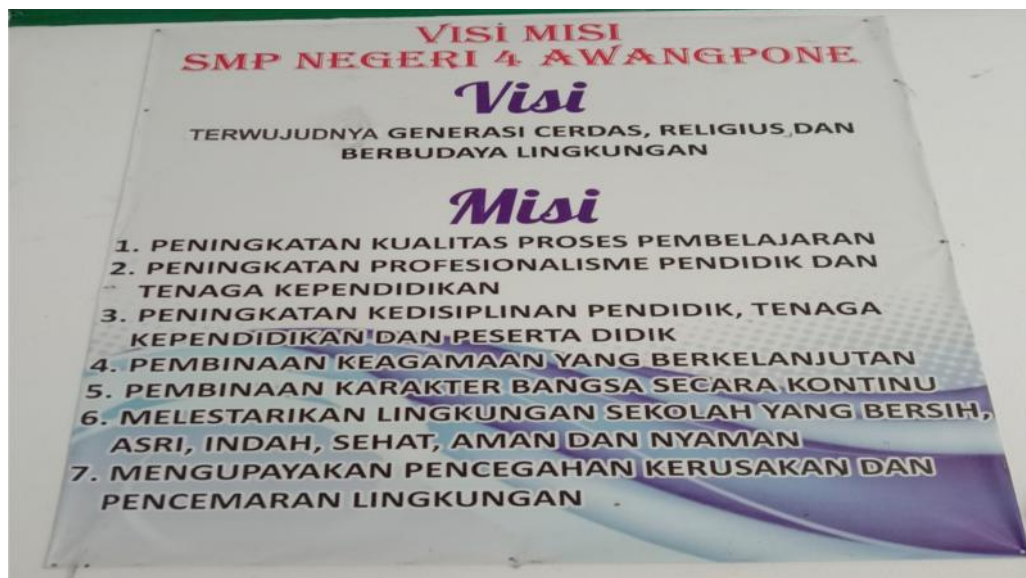 VISI MISI
SMP NEGERI 4 AWANGPONE
Visi
TERWUJUDNYA GENERASI CERDAS, RELIGIUS,DAN
BERBUDAYA LINGKUNGAN
Misi
1. PENINGKATAN KUALITAS PROSES PEMBELAJARAN
2. PENINGKATAN PROFESIONALISME PENDIDIK DAN
TENAGA KEPENDIDIKAN
3. PENINGKATAN KEDISIPLINAN PENDIDIK, TENAGA
KEPENDIDIKAN DAN PESERTA DIDIK
4. PEMBINAAN KEAGAMAAN YANG BERKELANJUTAN
5. PEMBINAAN KARAKTER BANGSA SECARA KONTINU
6. MELESTARIKAN LINGKUNGAN SEKOLAH YANG BERSIH,
ASRI, INDAH, SEHAT, AMAN DAN NYAMAN
7. MENGUPAYAKAN PENCEGAHAN KERUSAKAN DAN
PENCEMARAN LINGKUNGAN